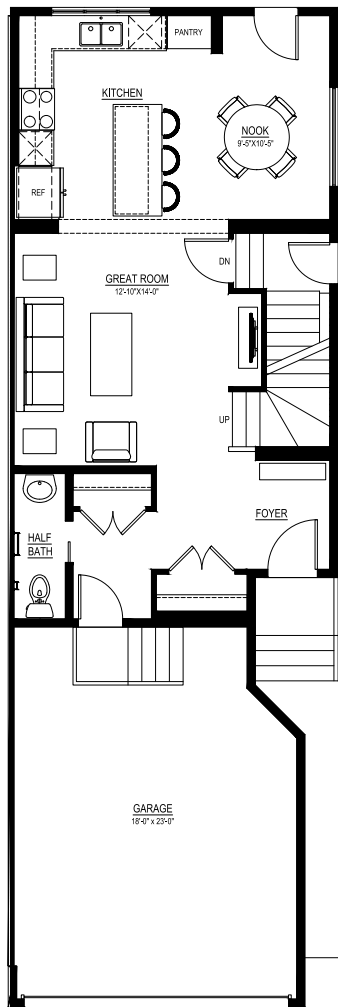 PANTRY
KITCHEN
NOOK
9'-5"X10'-5"
REF
DN
GREAT ROOM
12'-10"X14'-0"
UP
FOYER
HALF
BATH
GARAGE
18'-0" x 23'-0"